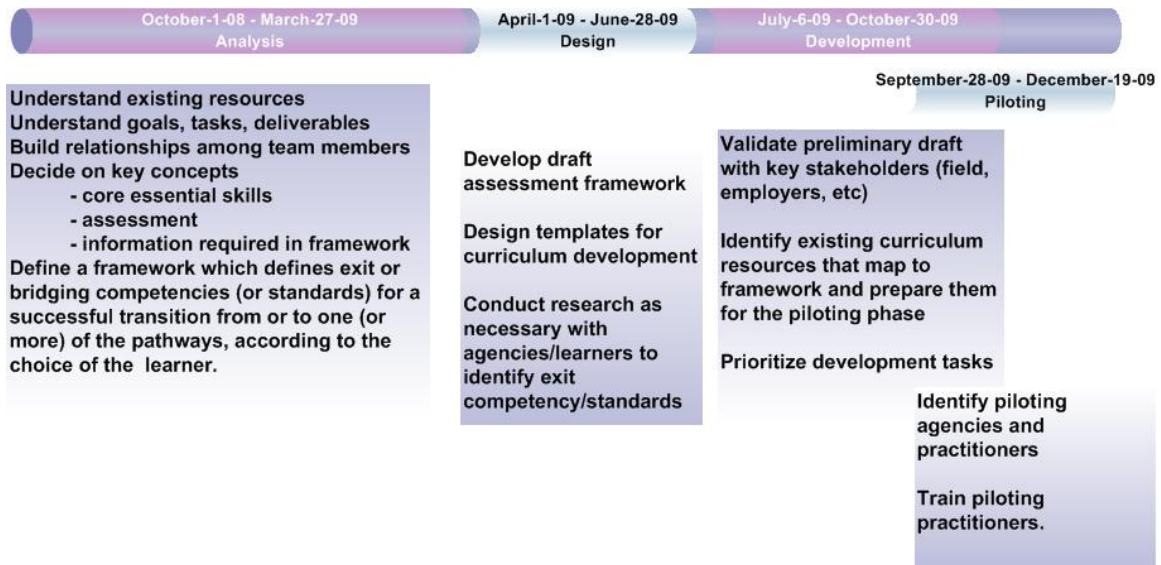 October-1-08 - March-27-09
Analysis
April-1-09 - June-28-09
Design
July-6-09 - October-30-09
Development
September-28-09 - December-19-09
Piloting
Understand existing resources
Understand goals, tasks, deliverables
Build relationships among team members
Decide on key concepts
- core essential skills
- assessment
- information required in framework
Define a framework which defines exit or
bridging competencies (or standards) for a
successful transition from or to one (or
more) of the pathways, according to the
choice of the learner.
Develop draft
assessment framework
Design templates for
curriculum development
Conduct research as
necessary with
agencies/learners to
identify exit
competency/standards
Validate preliminary draft
with key stakeholders (field,
employers, etc)
Identify existing curriculum
resources that map to
framework and prepare them
for the piloting phase
Prioritize development tasks
Identify piloting
agencies and
practitioners
Train piloting
practitioners.